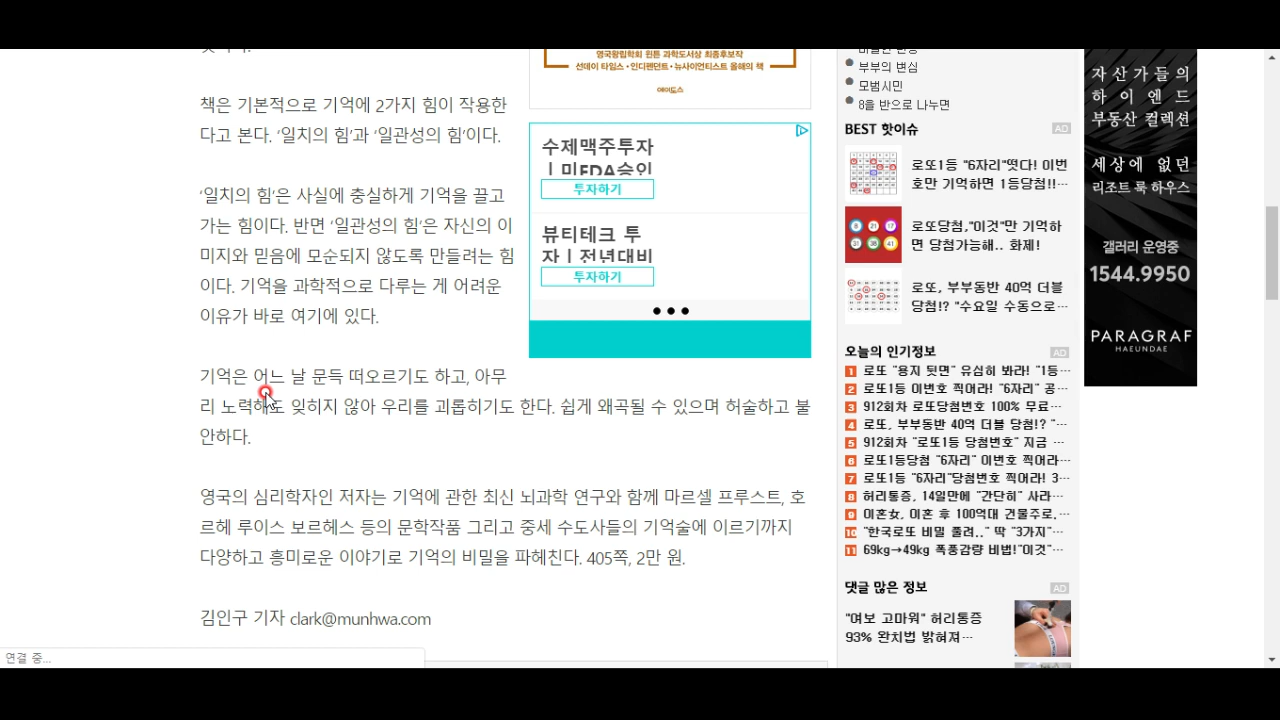 책은 기본적으로 기억에 2가지 힘이 작용한
다고 본다. ‘일치의 힘’과 ‘일관성의 힘’이다.
‘일치의 힘’은 사실에 충실하게 기억을 끌고
가는 힘이다. 반면 ‘일관성의 힘’은 자신의 이
미지와 믿음에 모순되지 않도록 만들려는 힘
이다. 기억을 과학적으로 다루는 게 어려운
이유가 바로 여기에 있다.
기억은 어느 날 문득 떠오르기도 하고, 아무
리 노력해도 잊히지 않아 우리를 괴롭히기도 한다. 쉽게 왜곡될 수 있으며 허술하고 불
안하다.
영국의 심리학자인 저자는 기억에 관한 최신 뇌과학 연구와 함께 마르셀 프루스트, 호
르헤 루이스 보르헤스 등의 문학작품 그리고 중세 수도사들의 기억술에 이르기까지
다양하고 흥미로운 이야기로 기억의 비밀을 파헤친다. 405쪽, 2만 원.
김인구 기자 clark@munhwa.com
연결 중...
영국왕립학회 윈튼 과학도서상 최종후보작
선데이 타임스·인디펜던트·뉴사이언티스트 올해의 책
에이도스
수제맥주투자
| 미FDA승인
투자하기
뷰티테크 투
자 | 전년대비
투자하기
부부의 변심
모범시민
8을 반으로 나누면
BEST 핫이슈 AD
로또1등 "6자리"떳다! 이번
호만 기억하면 1등당첨!!…
로또당첨,"이것"만 기억하
면 당첨가능해.. 화제!
로또, 부부동반 40억 더블
당첨!? "수요일 수동으로…
오늘의 인기정보 AD
1 로또 "용지 뒷면" 유심히 봐라! "1등…
2 로또1등 이번호 찍어라! "6자리" 공…
3 912회차 로또당첨번호 100% 무료…
4 로또, 부부동반 40억 더블 당첨!? "…
5 912회차 "로또1등 당첨번호" 지금 …
6 로또1등당첨 "6자리" 이번호 찍어라…
7 로또1등 "6자리"당첨번호 찍어라! 3…
8 허리통증, 14일만에 "간단히" 사라…
9 이혼女, 이혼 후 100억대 건물주로,…
10 "한국로또 비밀 풀려.." 딱 "3가지"…
11 69kg→49kg 폭풍감량 비법!"이것"…
댓글 많은 정보 AD
"여보 고마워" 허리통증
93% 완치법 밝혀져…
자산가들의
하이엔드
부동산 컬렉션
세상에 없던
리조트 룩 하우스
갤러리 운영중
1544.9950
PARAGRAF
HAEUNDAE